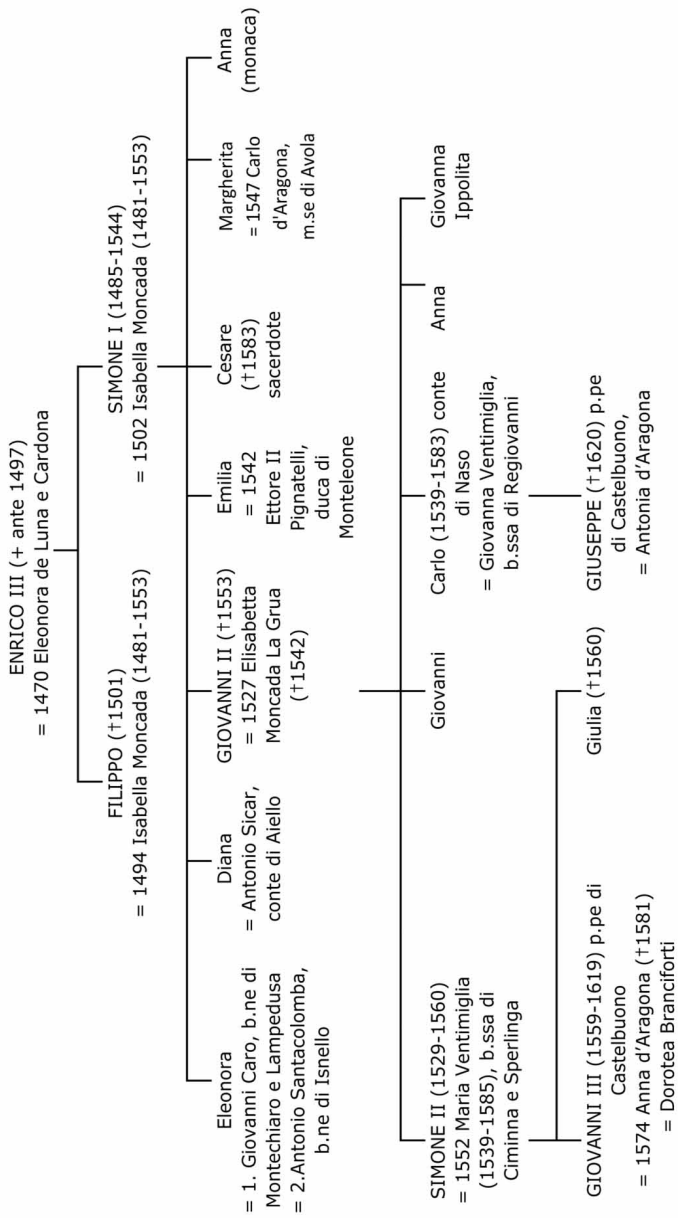 ENRICO III (+ ante 1497)
= 1470 Eleonora de Luna e Cardona
FILIPPO (†1501)
= 1494 Isabella Moncada (1481-1553)
SIMONE I (1485-1544)
= 1502 Isabella Moncada (1481-1553)
Eleonora
= 1. Giovanni Caro, b.ne di
Montechiaro e Lampedusa
= 2.Antonio Santacolomba,
b.ne di Isnello
Diana
= Antonio Sicar,
conte di Aiello
GIOVANNI II (†1553)
= 1527 Elisabetta
Moncada La Grua
(†1542)
Emilia
= 1542
Ettore II
Pignatelli,
duca di
Monteleone
Cesare
(†1583)
sacerdote
Margherita
= 1547 Carlo
d'Aragona,
m.se di Avola
Anna
(monaca)
SIMONE II (1529-1560)
= 1552 Maria Ventimiglia
(1539-1585), b.ssa di
Ciminna e Sperlinga
Giovanni
Carlo (1539-1583) conte
di Naso
= Giovanna Ventimiglia,
b.ssa di Regiovanni
Anna
Giovanna
Ippolita
GIOVANNI III (1559-1619) p.pe di
Castelbuono
= 1574 Anna d’Aragona (†1581)
= Dorotea Branciforti
Giulia (†1560)
GIUSEPPE (†1620) p.pe
di Castelbuono,
= Antonia d’Aragona